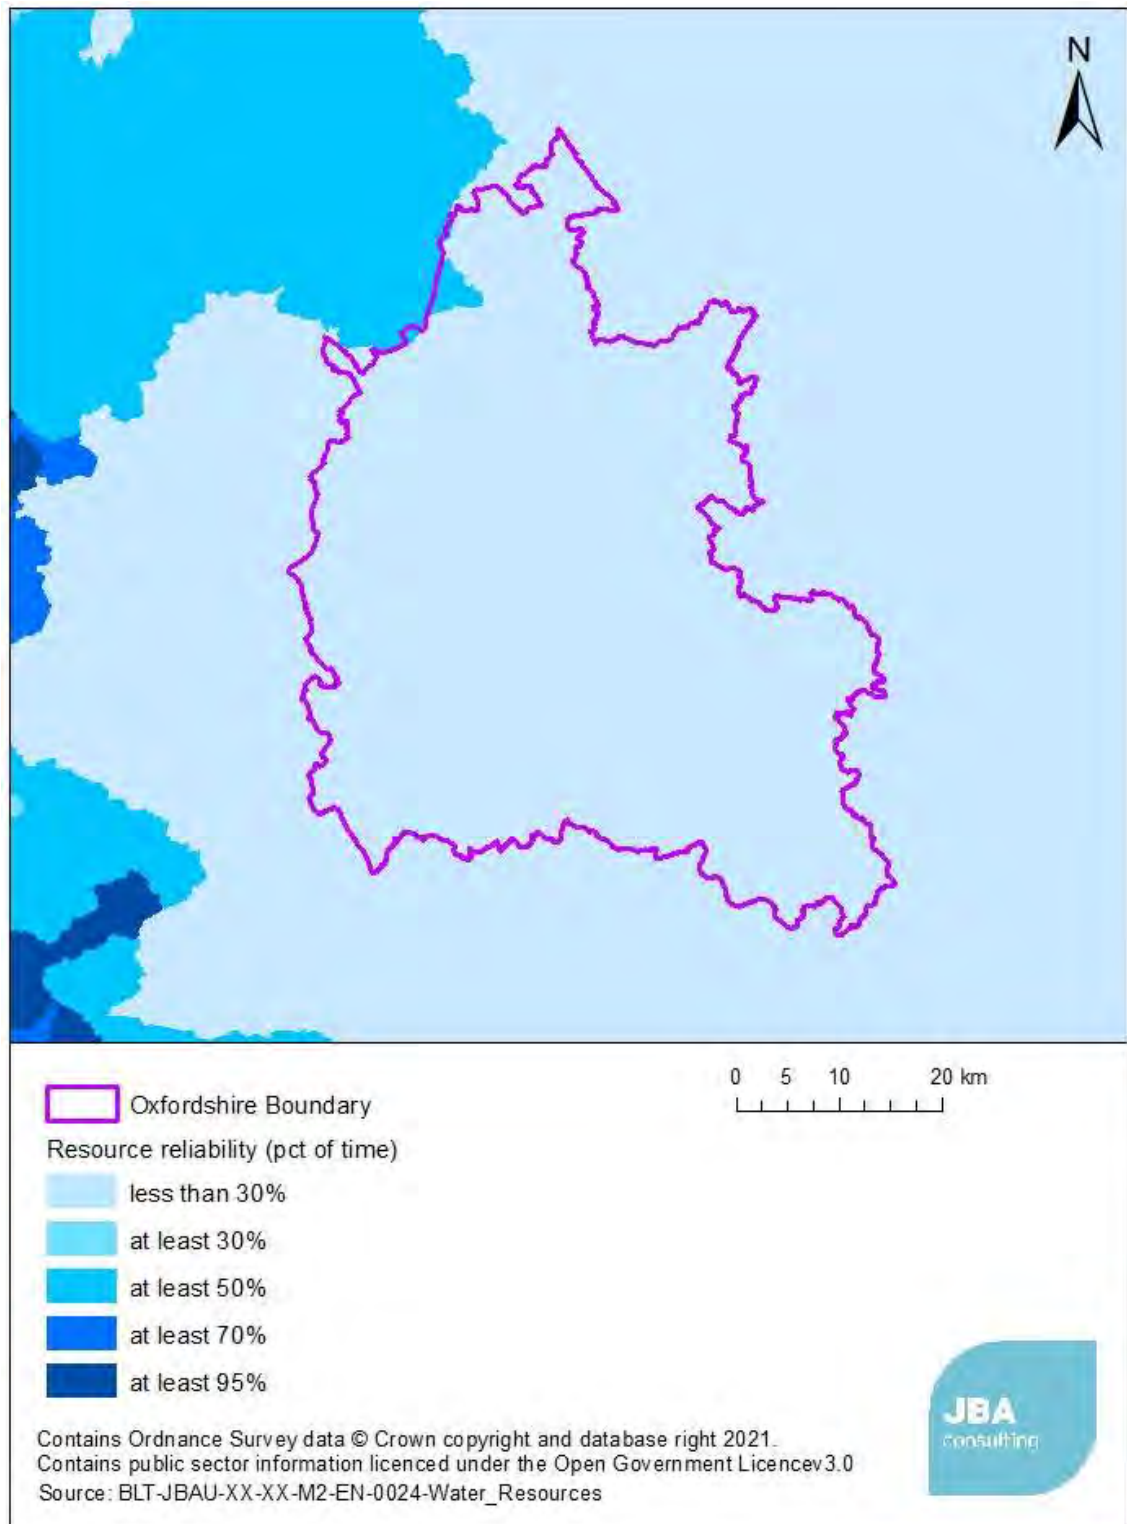 N
0 5 10 20 km
Oxfordshire Boundary
Resource reliability (pct of time)
less than 30%
at least 30%
at least 50%
at least 70%
at least 95%
JBA
consulting
Contains Ordnance Survey data © Crown copyright and database right 2021.
Contains public sector information licenced under the Open Government Licencev3.0
Source: BLT-JBAU-XX-XX-M2-EN-0024-Water_Resources